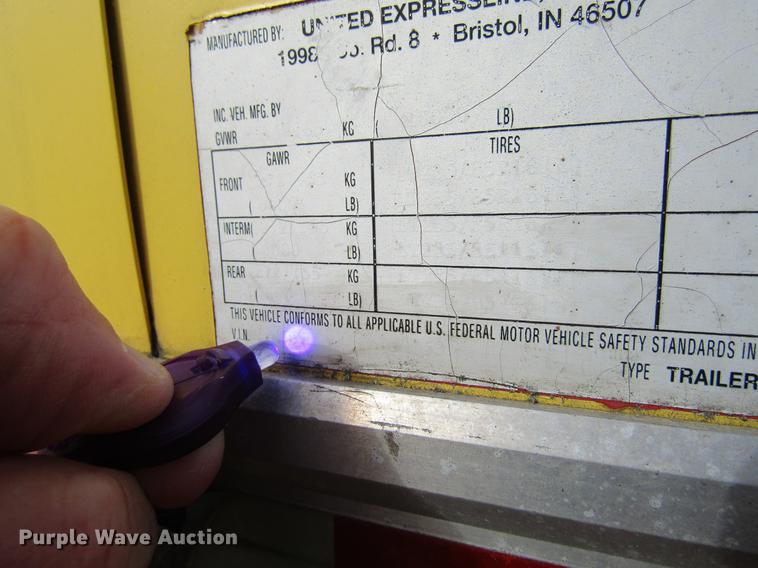 MANUFACTURED BY: UNITED EXPRESSLINE,
1998 Co. Rd. 8 * Bristol, IN 46507
INC. VEH. MFG. BY
GVWR KG ( LB)
GAWR TIRES
FRONT KG
( LB)
INTERM( KG
( LB)
REAR KG
( LB)
THIS VEHICLE CONFORMS TO ALL APPLICABLE U.S. FEDERAL MOTOR VEHICLE SAFETY STANDARDS IN
V.I.N.
TYPE TRAILER
Purple Wave Auction